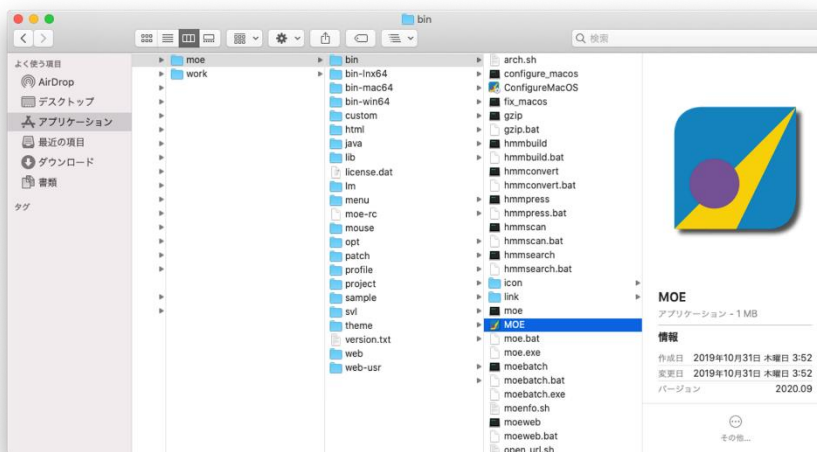 bin
検索
よく使う項目
AirDrop
デスクトップ
アプリケーション
最近の項目
ダウンロード
書類
タグ
moe
work
bin
bin-lnx64
bin-mac64
bin-win64
custom
html
java
lib
license.dat
lm
menu
moe-rc
mouse
opt
patch
profile
project
sample
svl
theme
version.txt
web
web-usr
arch.sh
configure_macos
ConfigureMacOS
fix_macos
gzip
gzip.bat
hmmbuild
hmmbuild.bat
hmmconvert
hmmconvert.bat
hmmpress
hmmpress.bat
hmmscan
hmmscan.bat
hmmsearch
hmmsearch.bat
icon
link
moe
MOE
moe.bat
moe.exe
moebatch
moebatch.bat
moebatch.exe
moenfo.sh
moeweb
moeweb.bat
open_url.sh
MOE
アプリケーション - 1 MB
情報
作成日 2019年10月31日 木曜日 3:52
変更日 2019年10月31日 木曜日 3:52
バージョン 2020.09
その他...